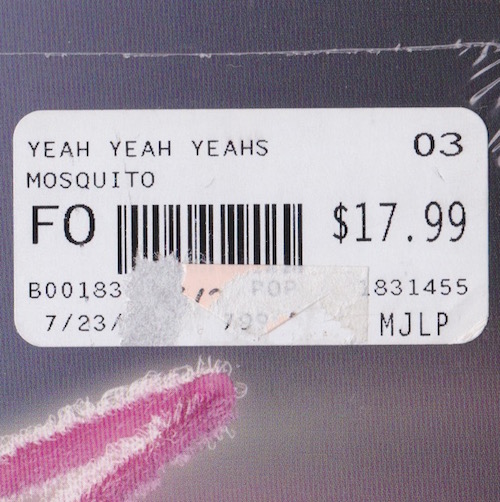 YEAH YEAH YEAHS 03
MOSQUITO
FO $17.99
B00183 POP 1831455
7/23/ MJLP